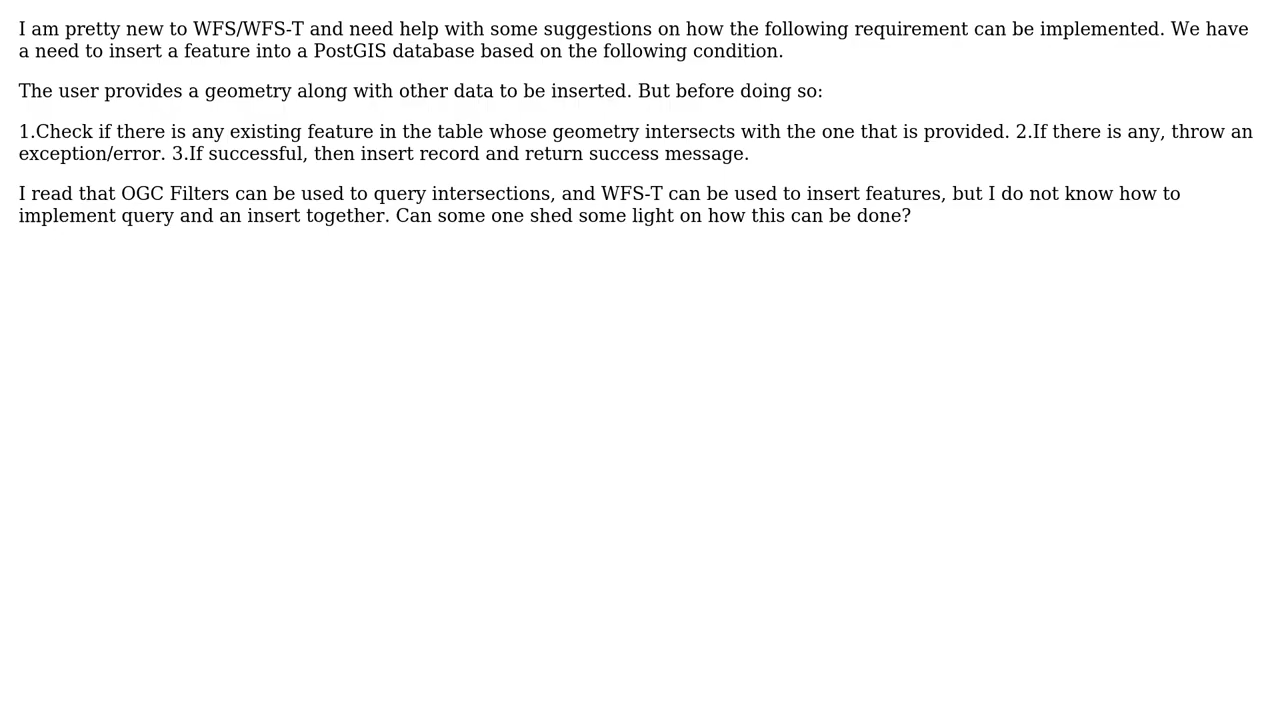 I am pretty new to WFS/WFS-T and need help with some suggestions on how the following requirement can be implemented. We have
a need to insert a feature into a PostGIS database based on the following condition.
The user provides a geometry along with other data to be inserted. But before doing so:
1.Check if there is any existing feature in the table whose geometry intersects with the one that is provided. 2.If there is any, throw an
exception/error. 3.If successful, then insert record and return success message.
I read that OGC Filters can be used to query intersections, and WFS-T can be used to insert features, but I do not know how to
implement query and an insert together. Can some one shed some light on how this can be done?